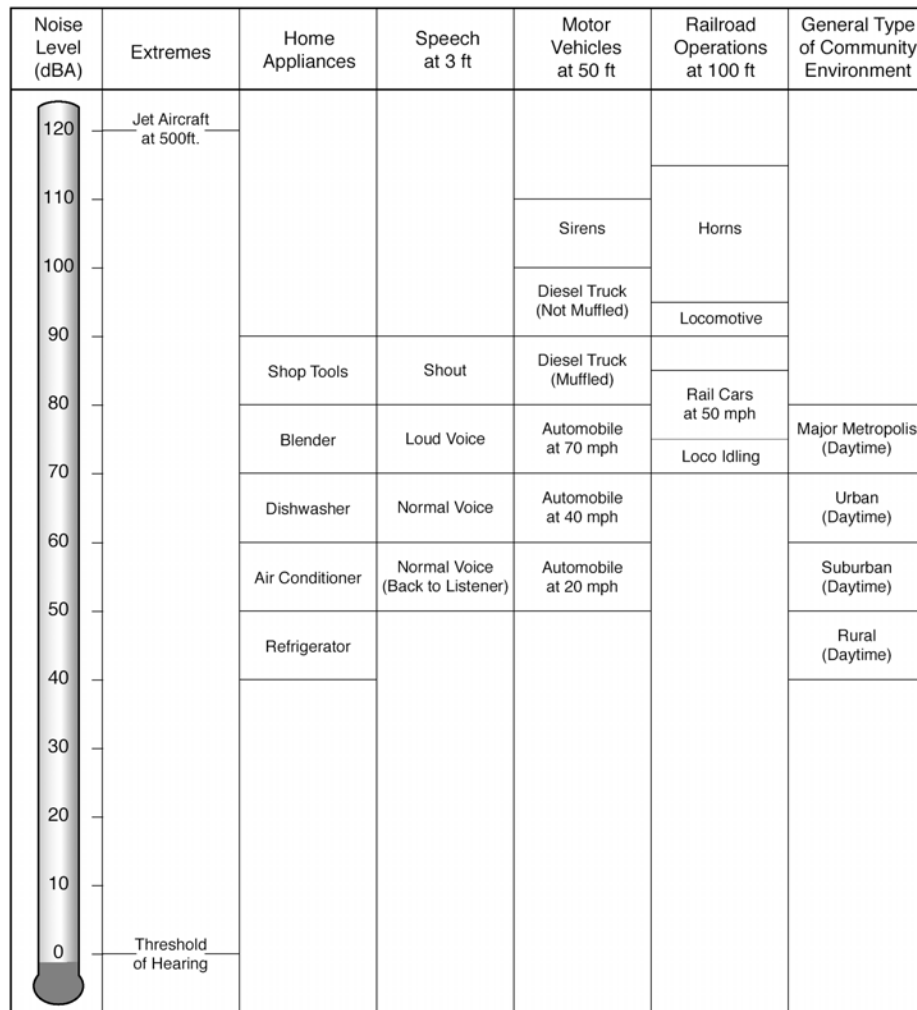 Noise
Level
(dBA)
Extremes
Home
Appliances
Speech
at 3 ft
Motor
Vehicles
at 50 ft
Railroad
Operations
at 100 ft
General Type
of Community
Environment
120
110
100
90
80
70
60
50
40
30
20
10
0
Jet Aircraft
at 500ft.
Threshold
of Hearing
Shop Tools
Blender
Dishwasher
Air Conditioner
Refrigerator
Shout
Loud Voice
Normal Voice
Normal Voice
(Back to Listener)
Sirens
Diesel Truck
(Not Muffled)
Diesel Truck
(Muffled)
Automobile
at 70 mph
Automobile
at 40 mph
Automobile
at 20 mph
Horns
Locomotive
Rail Cars
at 50 mph
Loco Idling
Major Metropolis
(Daytime)
Urban
(Daytime)
Suburban
(Daytime)
Rural
(Daytime)